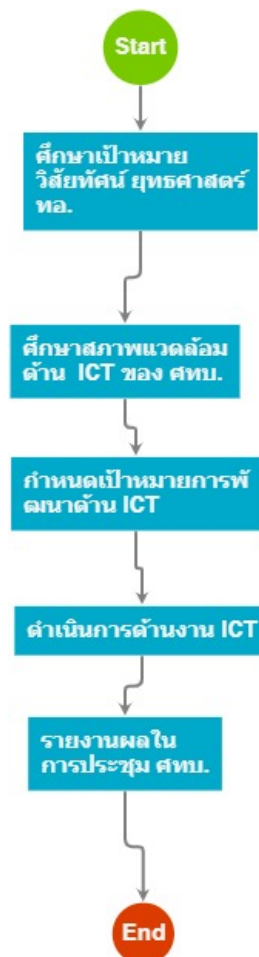 Start
ศึกษาเป้าหมาย
วิสัยทัศน์ ยุทธศาสตร์
ทอ.
ศึกษาสภาพแวดล้อม
ด้าน ICT ของ ศทบ.
กำหนดเป้าหมายการพั
ฒนาด้าน ICT
ดำเนินการด้านงาน ICT
รายงานผลใน
การประชุม ศทบ.
End